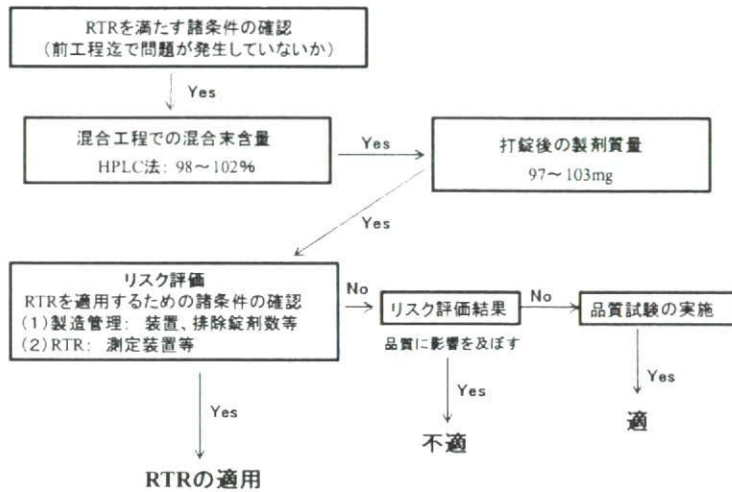 RTRを満たす諸条件の確認
(前工程迄で問題が発生していないか)
Yes
混合工程での混合末含量
HPLC法: 98～102%
Yes
打錠後の製剤質量
97～103mg
Yes
リスク評価
RTRを適用するための諸条件の確認
(1)製造管理: 装置、排除錠剤数等
(2)RTR: 測定装置等
No
リスク評価結果
品質に影響を及ぼす
No
品質試験の実施
Yes
Yes
Yes
適
不適
RTRの適用